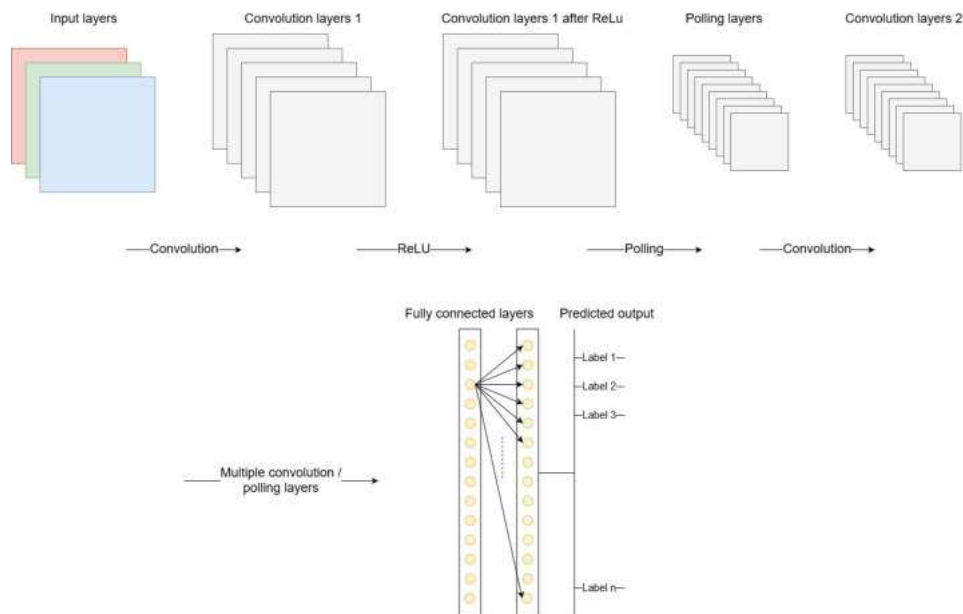 Input layers
Convolution layers 1
Convolution layers 1 after ReLu
Polling layers
Convolution layers 2
Convolution
ReLU
Polling
Convolution
Fully connected layers
Predicted output
Label 1
Label 2
Label 3
Multiple convolution /
polling layers
Label n